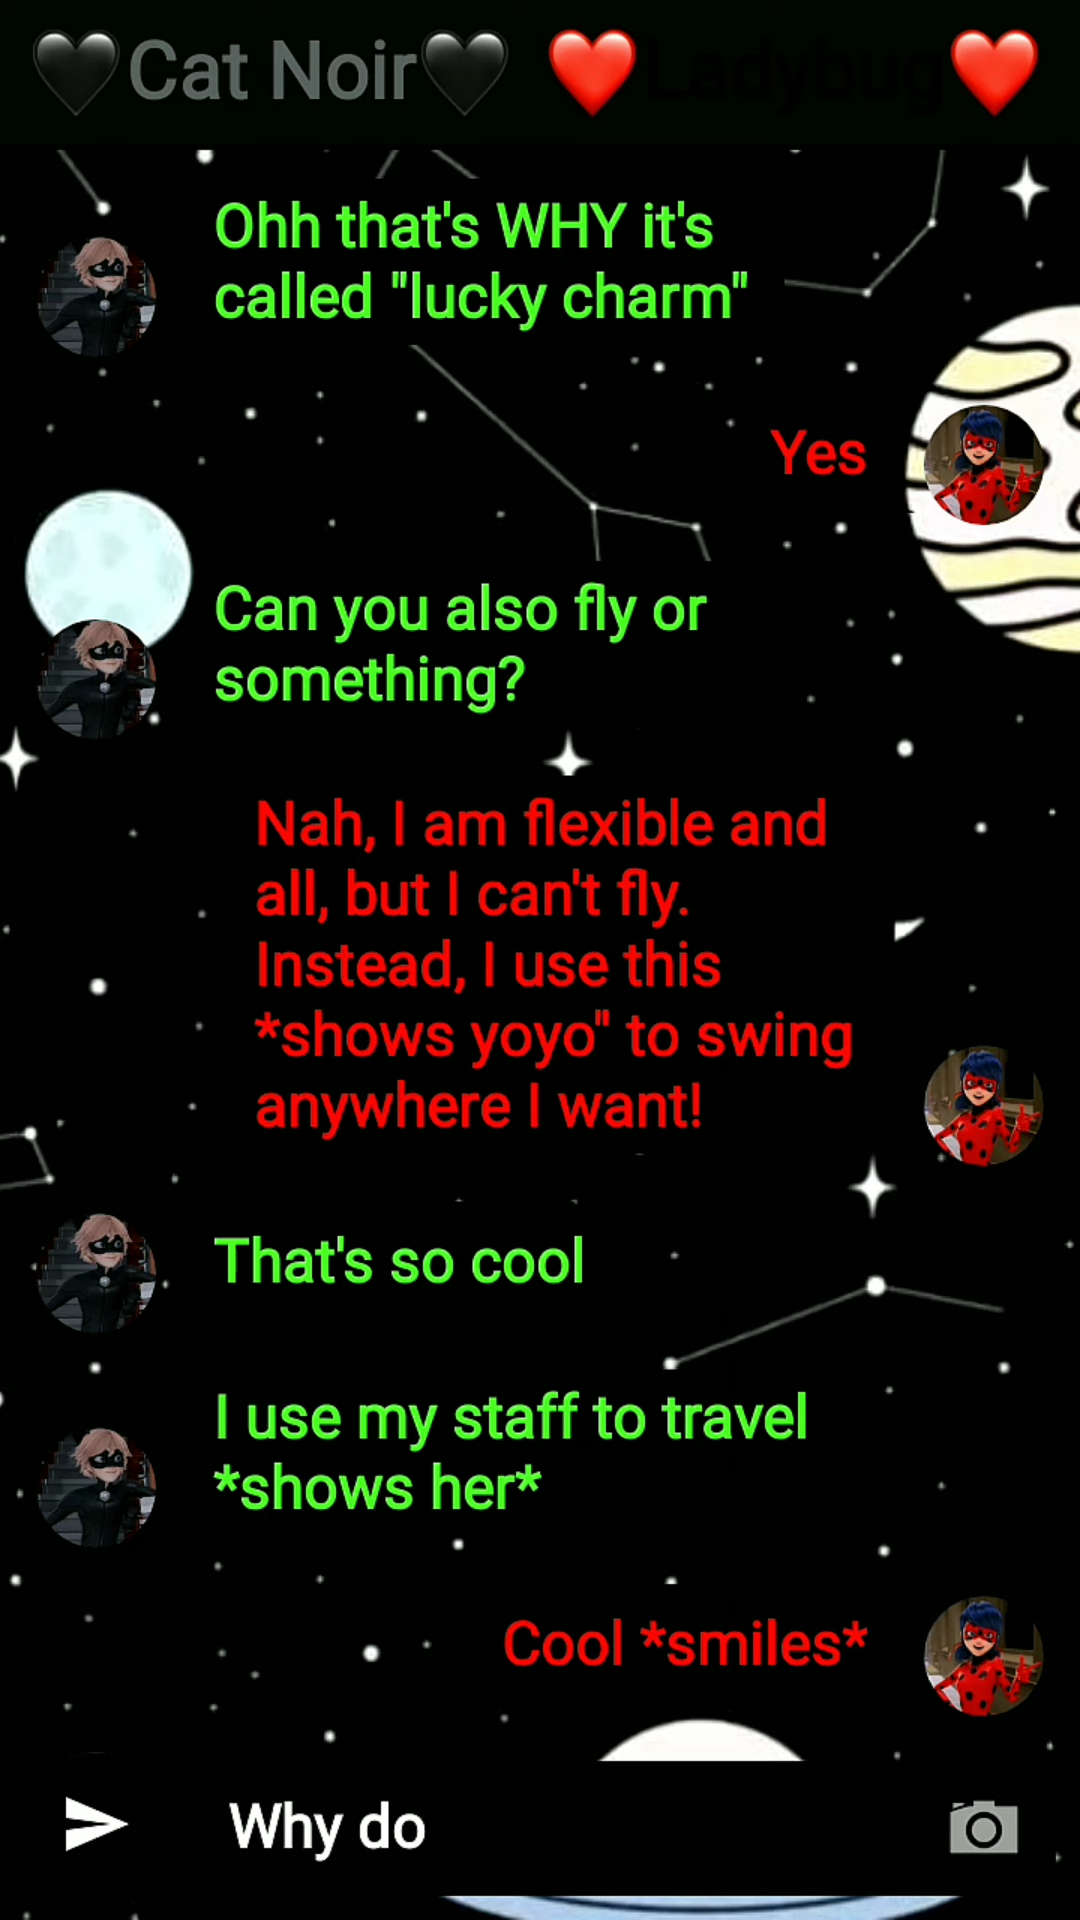 🖤Cat Noir🖤 ❤️Ladybug❤️
Ohh that's WHY it's
called "lucky charm"
Yes
Can you also fly or
something?
Nah, I am flexible and
all, but I can't fly.
Instead, I use this
*shows yoyo" to swing
anywhere I want!
That's so cool
I use my staff to travel
*shows her*
Cool *smiles*
Why do